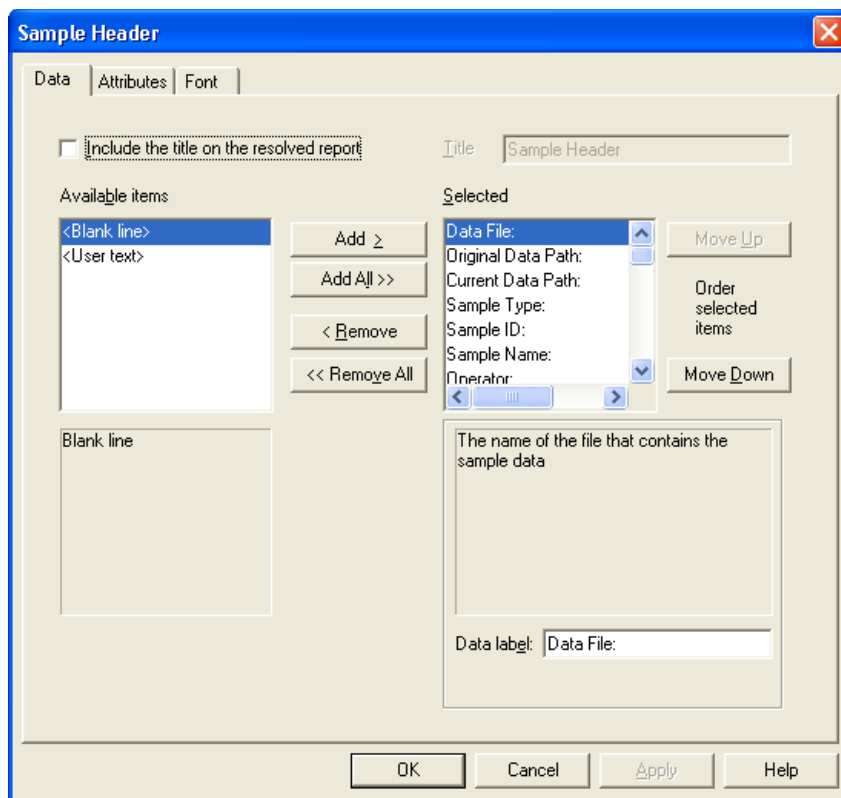 Sample Header
Data Attributes Font
Include the title on the resolved report Title Sample Header
Available items Selected
<Blank line>
<User text>
Add >
Add All >>
< Remove
<< Remove All
Data File:
Original Data Path:
Current Data Path:
Sample Type:
Sample ID:
Sample Name:
Operator:
Move Up
Order
selected
items
Move Down
Blank line
The name of the file that contains the
sample data
Data label: Data File:
OK Cancel Apply Help